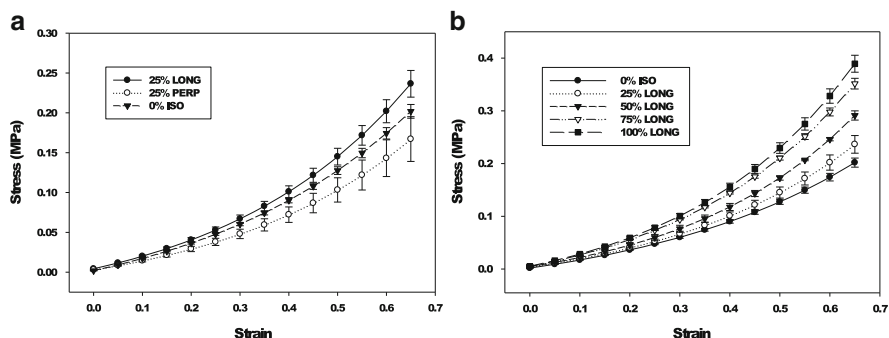 a
Stress (MPa)
0.30
0.25
0.20
0.15
0.10
0.05
0.00
25% LONG
25% PERP
0% ISO
0.0 0.1 0.2 0.3 0.4 0.5 0.6 0.7
Strain
b
Stress (MPa)
0.4
0.3
0.2
0.1
0.0
0% ISO
25% LONG
50% LONG
75% LONG
100% LONG
0.0 0.1 0.2 0.3 0.4 0.5 0.6 0.7
Strain